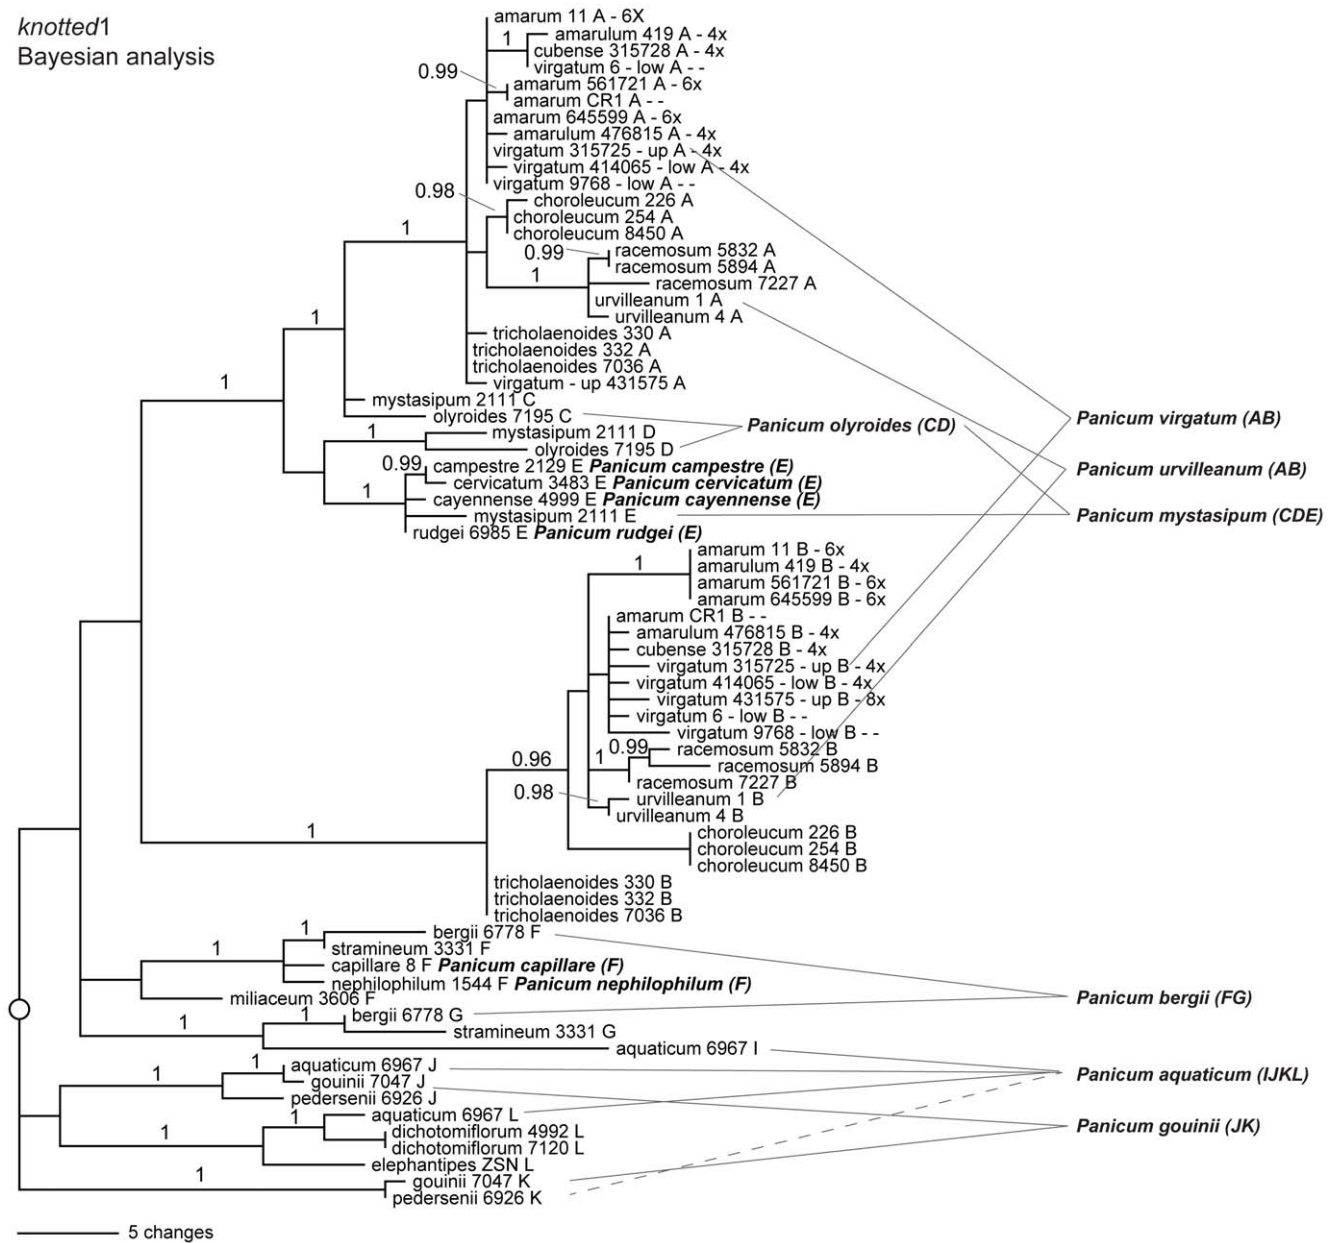 knotted1
Bayesian analysis
amarum 11 A - 6X
1
amarulum 419 A - 4x
cubense 315728 A - 4x
virgatum 6 - low A - -
0.99
amarum 561721 A - 6x
amarum CR1 A - -
amarum 645599 A - 6x
amarulum 476815 A - 4x
virgatum 315725 - up A - 4x
virgatum 414065 - low A - 4x
virgatum 9768 - low A - -
0.98
choroleucum 226 A
choroleucum 254 A
choroleucum 8450 A
1
0.99
racemosum 5832 A
racemosum 5894 A
1
racemosum 7227 A
urvilleanum 1 A
urvilleanum 4 A
1
tricholaenoides 330 A
tricholaenoides 332 A
tricholaenoides 7036 A
1
virgatum - up 431575 A
mystasipum 2111 C
olyroides 7195 C
Panicum olyroides (CD)
Panicum virgatum (AB)
1
mystasipum 2111 D
olyroides 7195 D
0.99
campestre 2129 E Panicum campestre (E)
Panicum urvilleanum (AB)
cervicatum 3483 E Panicum cervicatum (E)
1
cayennense 4999 E Panicum cayennense (E)
mystasipum 2111 E
Panicum mystasipum (CDE)
rudgei 6985 E Panicum rudgei (E)
amarum 11 B - 6x
1
amarulum 419 B - 4x
amarum 561721 B - 6x
amarum 645599 B - 6x
amarum CR1 B - -
amarulum 476815 B - 4x
cubense 315728 B - 4x
virgatum 315725 - up B - 4x
virgatum 414065 - low B - 4x
virgatum 431575 - up B - 8x
virgatum 6 - low B - -
virgatum 9768 - low B - -
0.96
1
0.99
racemosum 5832 B
racemosum 5894 B
racemosum 7227 B
0.98
urvilleanum 1 B
urvilleanum 4 B
1
choroleucum 226 B
choroleucum 254 B
choroleucum 8450 B
tricholaenoides 330 B
tricholaenoides 332 B
tricholaenoides 7036 B
1
bergii 6778 F
1
stramineum 3331 F
capillare 8 F Panicum capillare (F)
nephilophilum 1544 F Panicum nephilophilum (F)
miliaceum 3606 F
Panicum bergii (FG)
1
1
bergii 6778 G
stramineum 3331 G
aquaticum 6967 I
1
1
aquaticum 6967 J
Panicum aquaticum (IJKL)
gouinii 7047 J
pedersenii 6926 J
1
1
aquaticum 6967 L
Panicum gouinii (JK)
dichotomiflorum 4992 L
dichotomiflorum 7120 L
elephantipes ZSN L
1
gouinii 7047 K
pedersenii 6926 K
5 changes